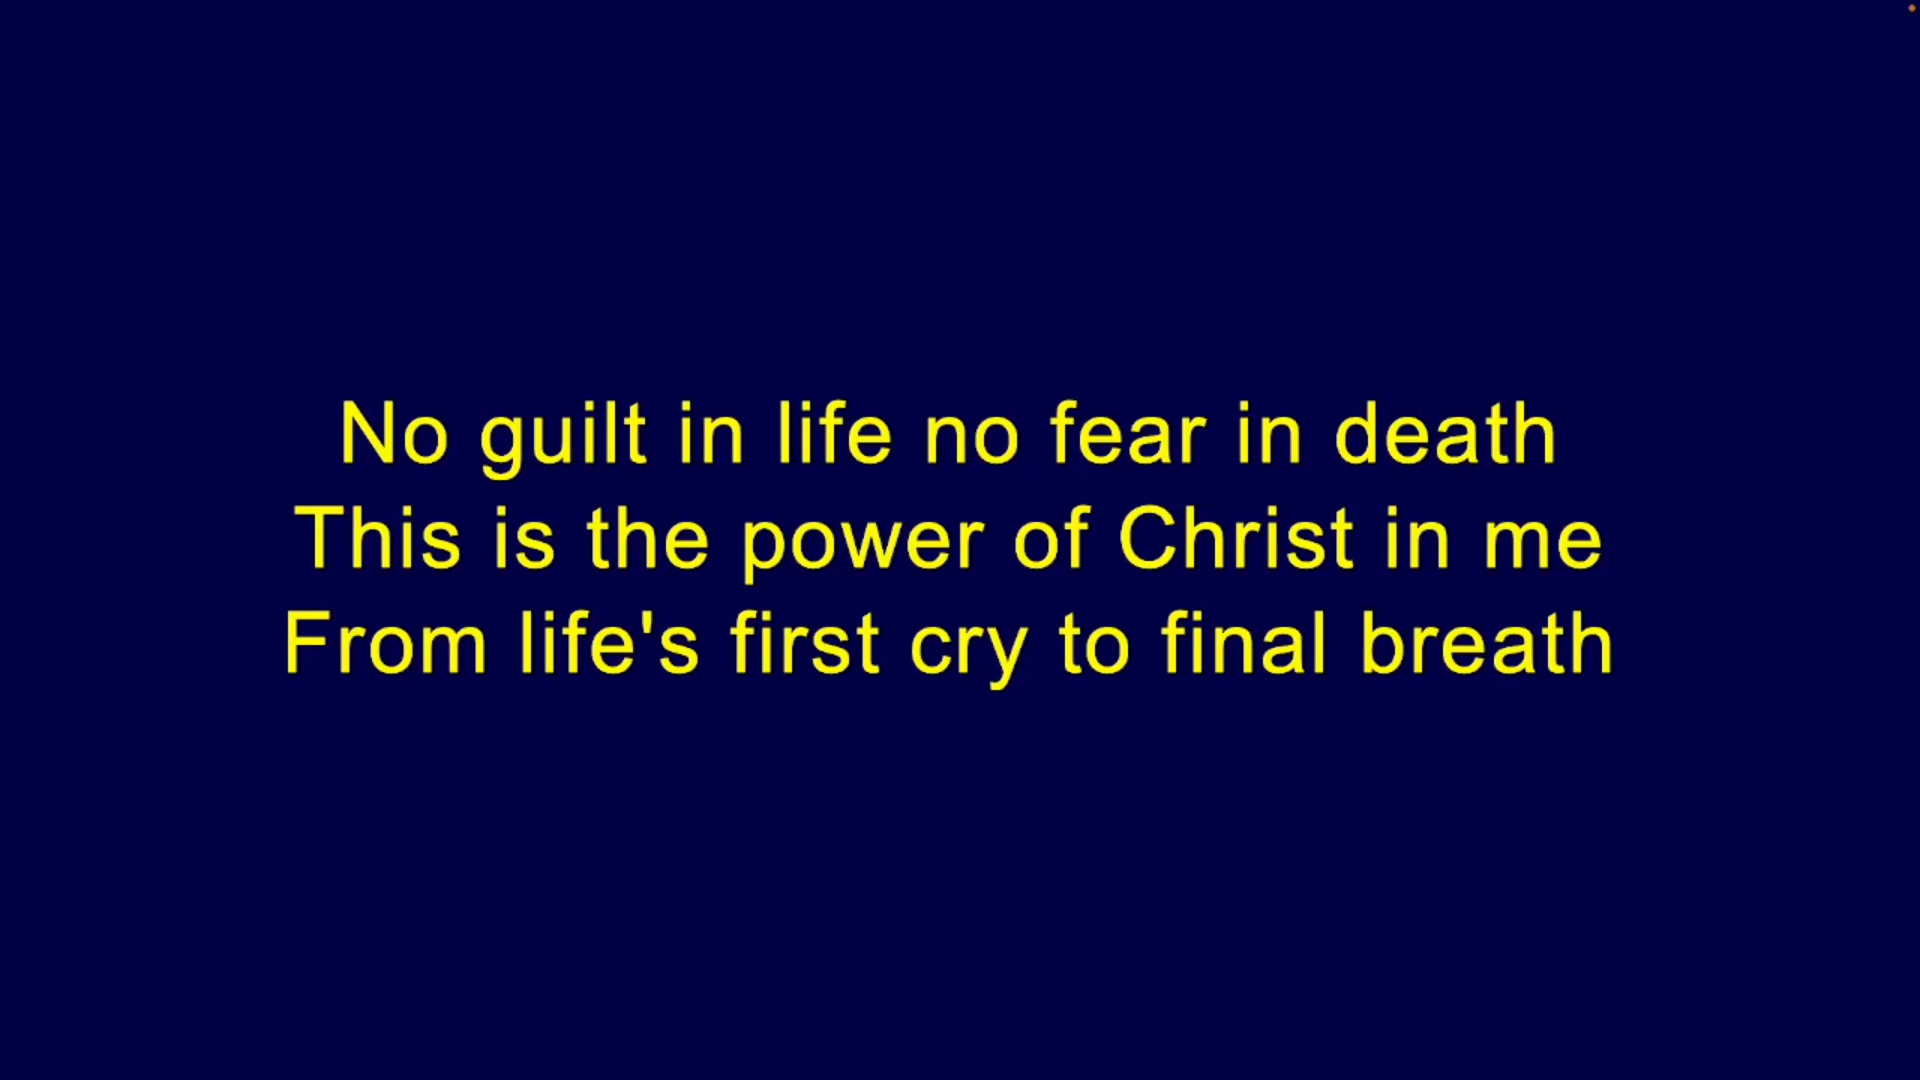 No guilt in life no fear in death
This is the power of Christ in me
From life's first cry to final breath